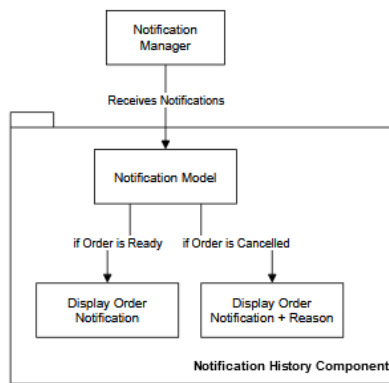 Notification
Manager
Receives Notifications
Notification Model
if Order is Ready
if Order is Cancelled
Display Order
Notification
Display Order
Notification + Reason
Notification History Component